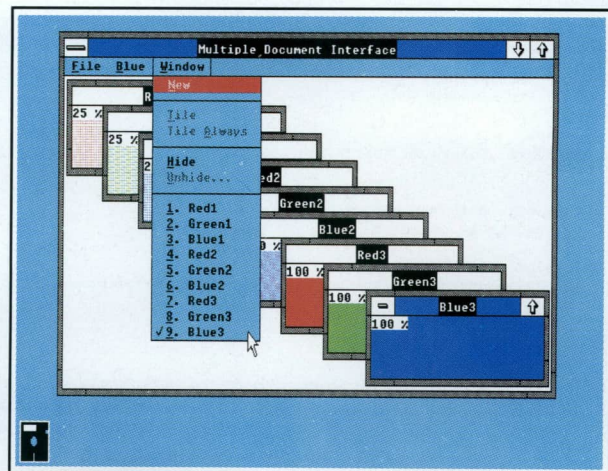 Multiple Document Interface
File Blue Window
New
Tile
Tile Always
Hide
Unhide...
1. Red1
2. Green1
3. Blue1
4. Red2
5. Green2
6. Blue2
7. Red3
8. Green3
✓9. Blue3
R
25 %
25 %
2
ed2
Green2
Blue2
%
Red3
100 %
Green3
100 %
Blue3
100 %